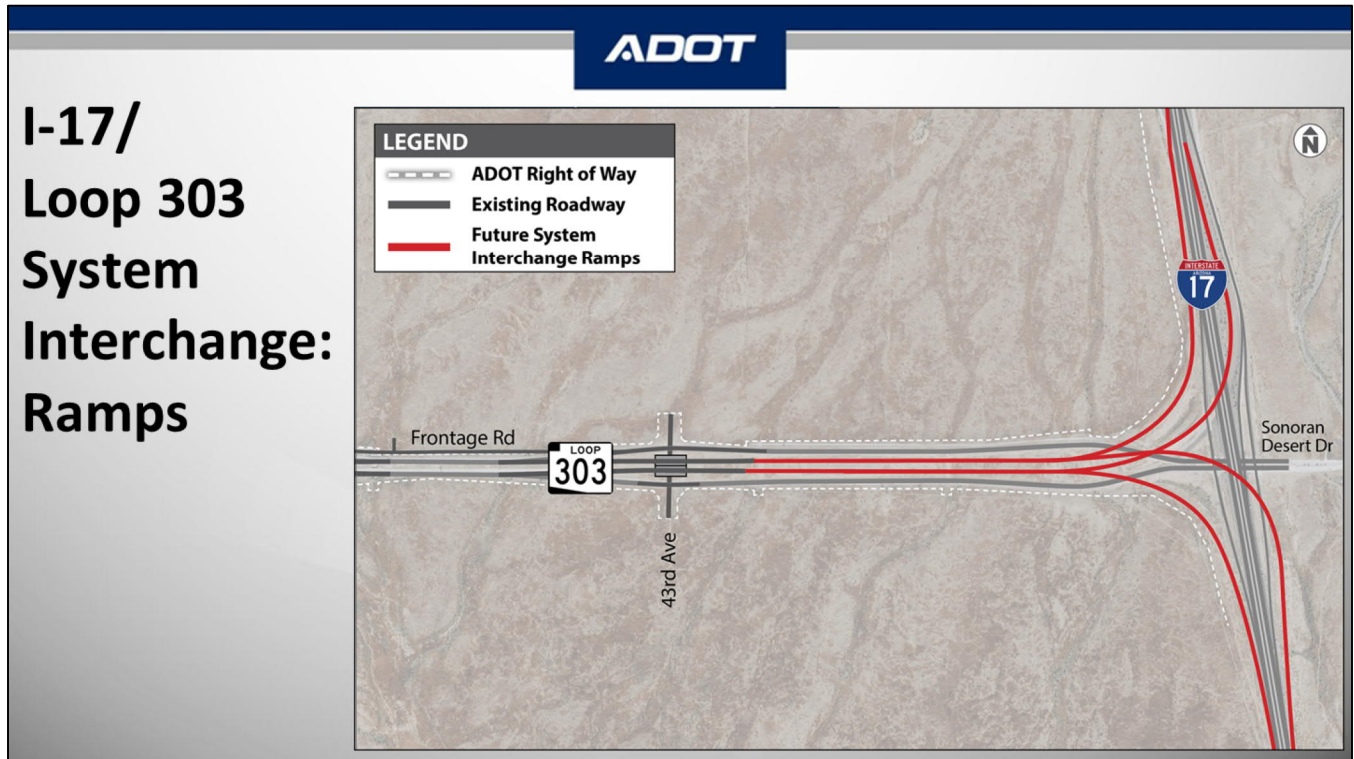 ADOT
I-17/
Loop 303
System
Interchange:
Ramps
LEGEND
ADOT Right of Way
Existing Roadway
Future System
Interchange Ramps
N
INTERSTATE
ARIZONA
17
Frontage Rd
LOOP
303
43rd Ave
Sonoran
Desert Dr